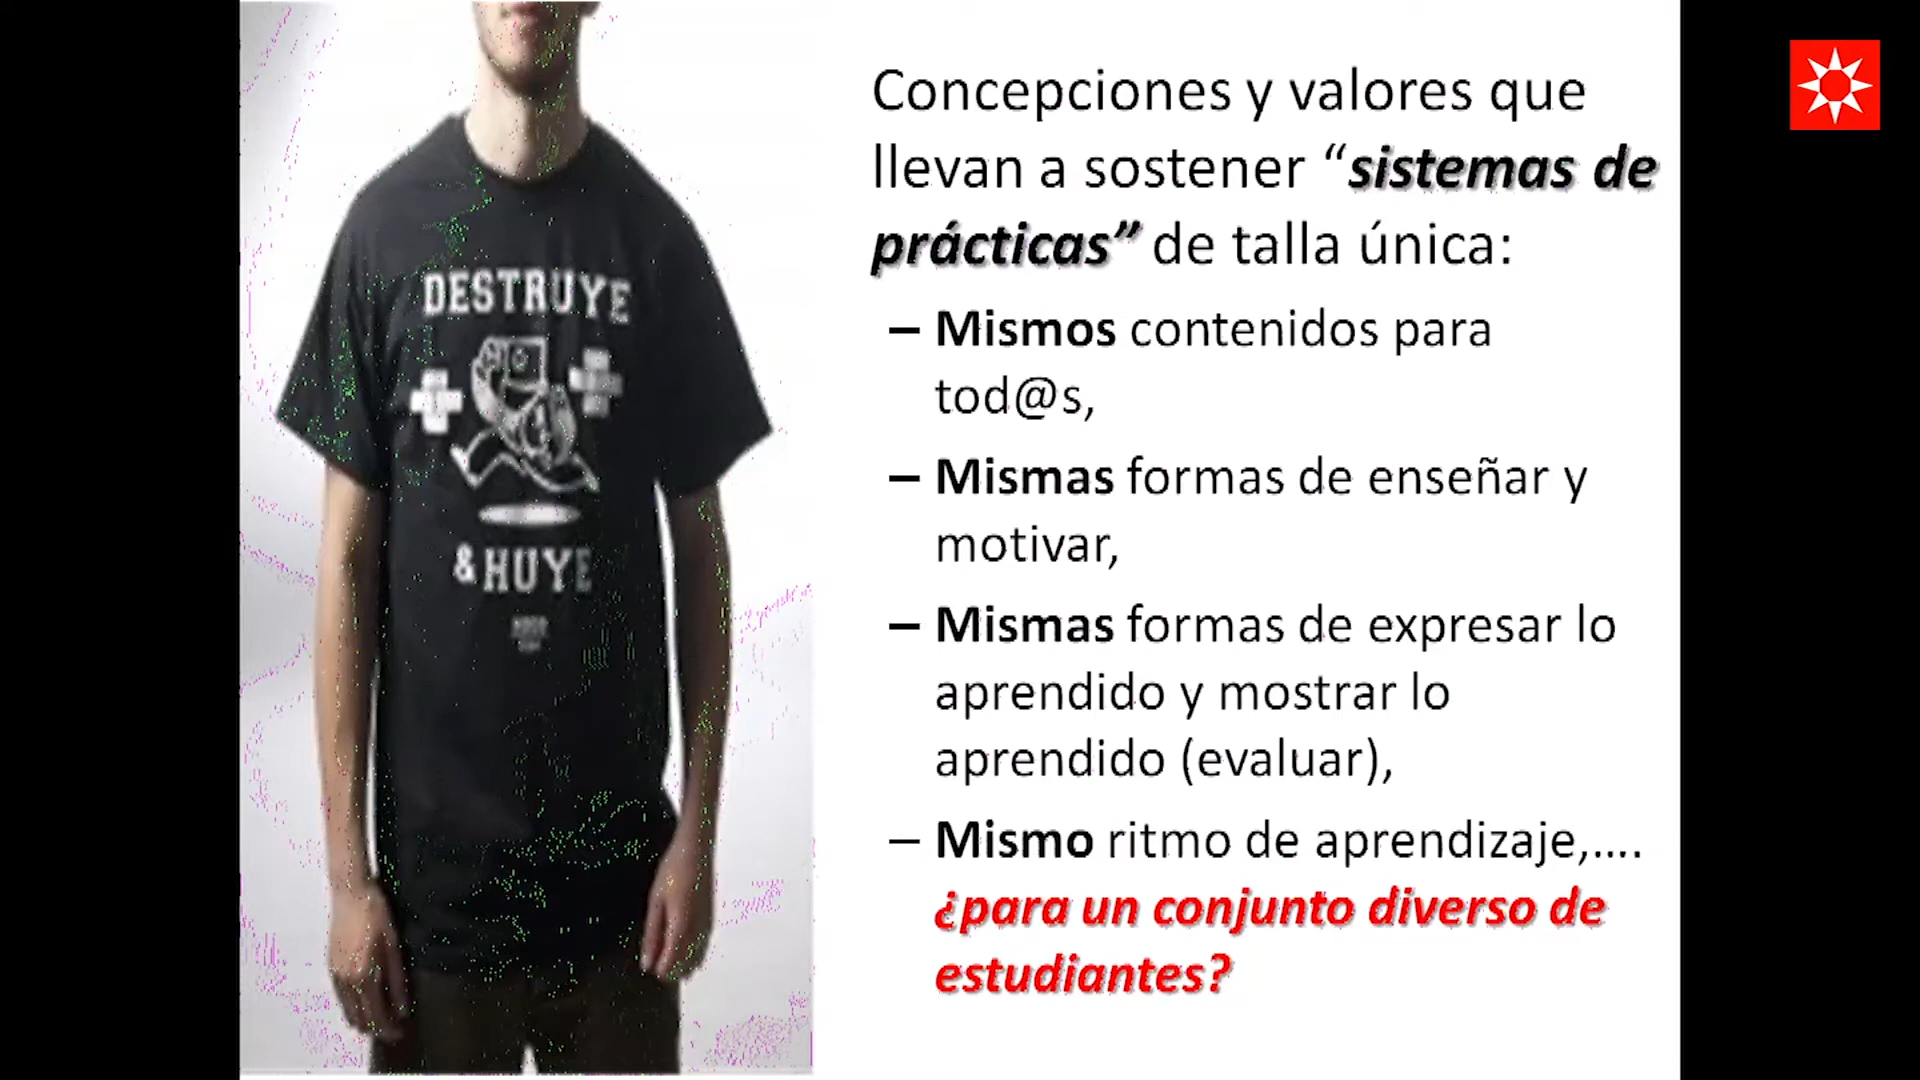 DESTRUYE
& HUYE
Concepciones y valores que
llevan a sostener “sistemas de
prácticas” de talla única:
– Mismos contenidos para
tod@s,
– Mismas formas de enseñar y
motivar,
– Mismas formas de expresar lo
aprendido y mostrar lo
aprendido (evaluar),
– Mismo ritmo de aprendizaje,….
¿para un conjunto diverso de
estudiantes?